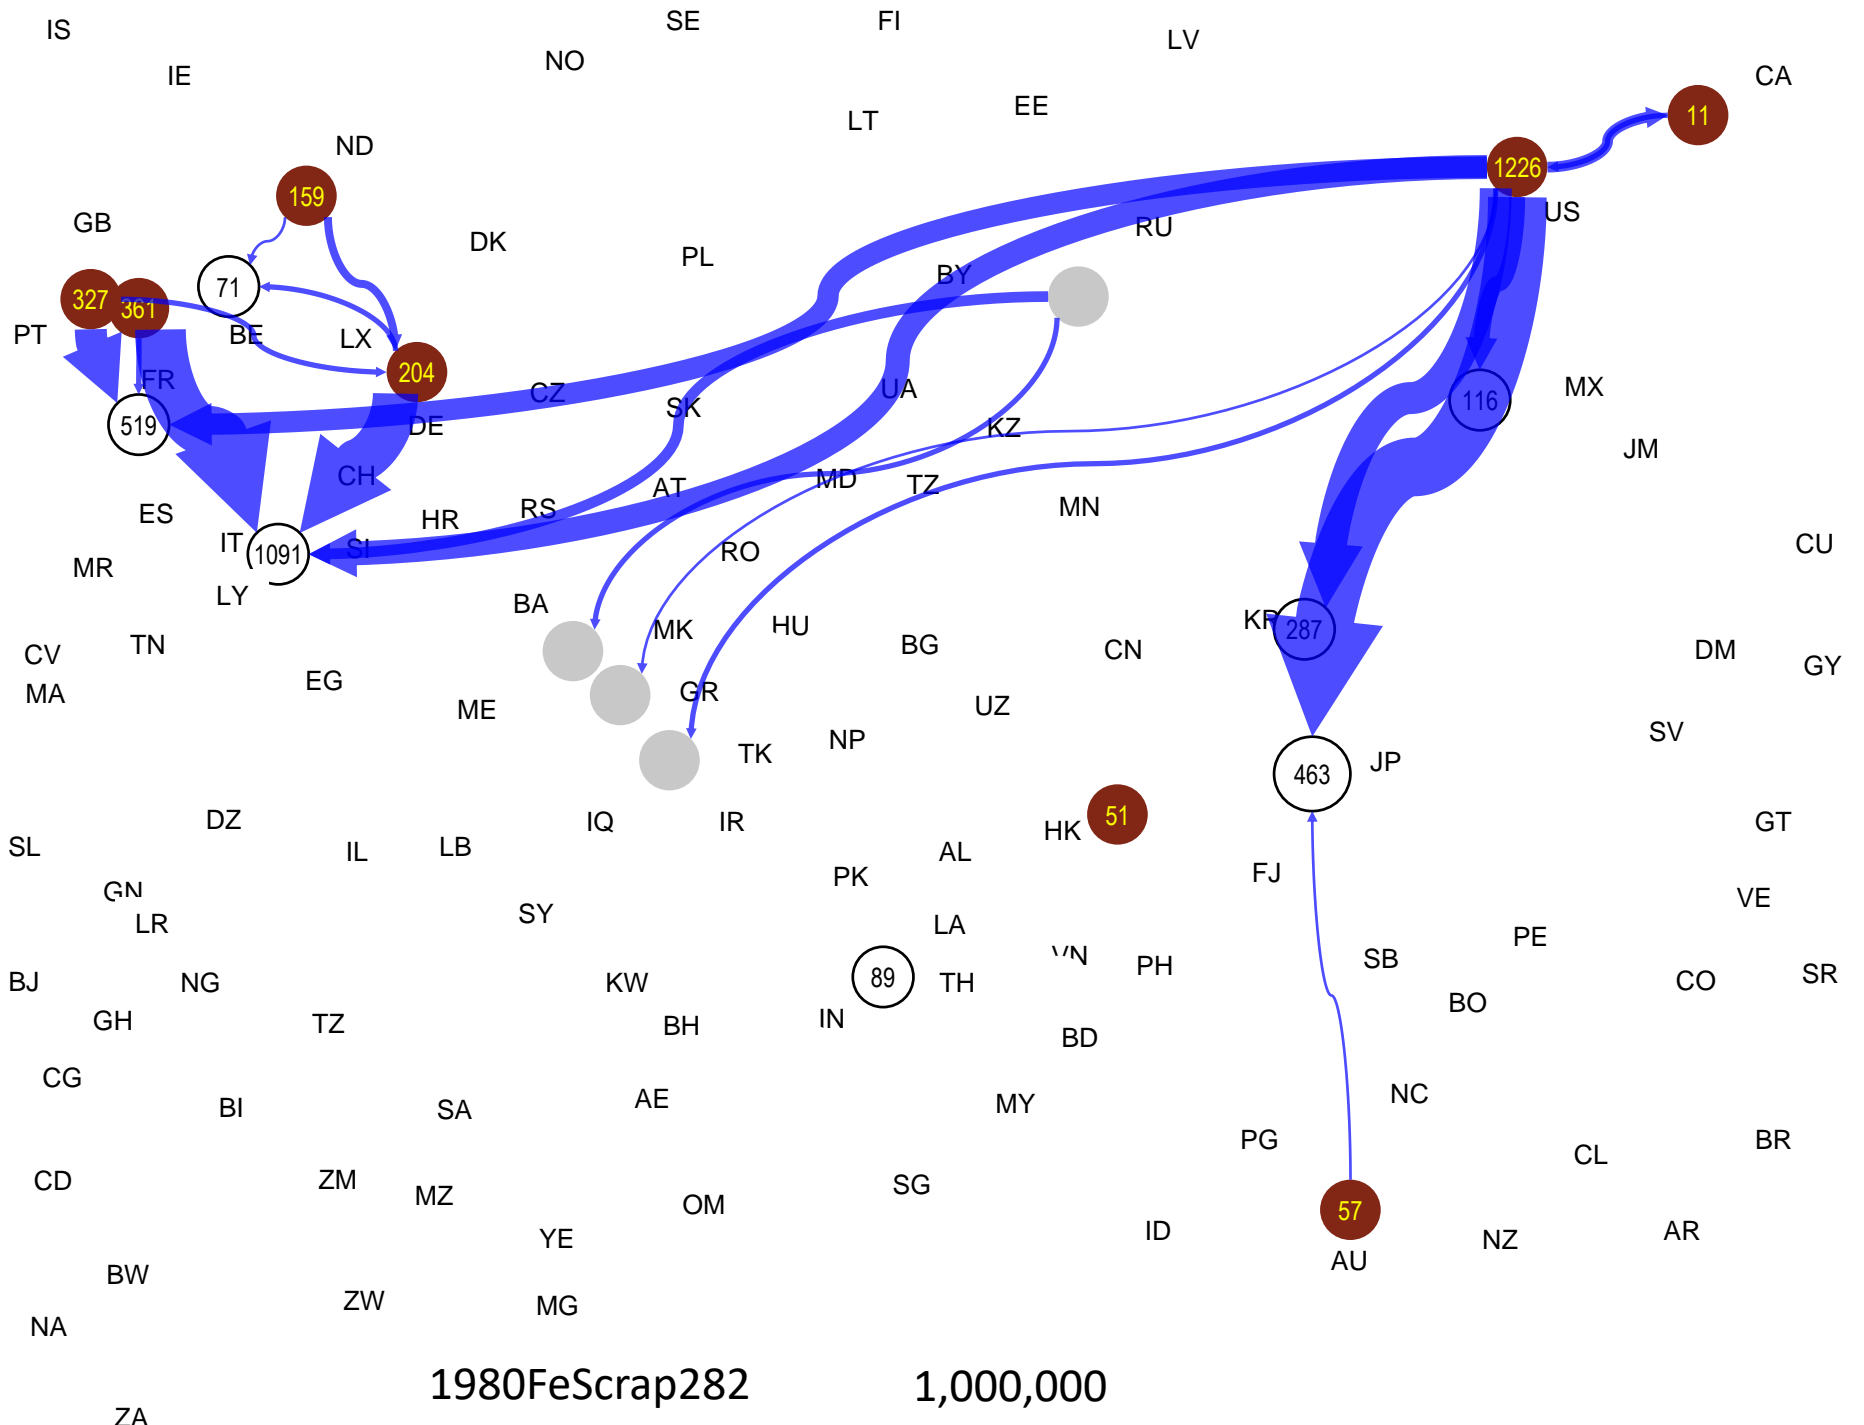 SE
FI
IS
LV
NO
IE
CA
EE
11
LT
ND
1226
159
US
GB
RU
DK
PL
BY
71
327
361
PT
BE
LX
204
FR
UA
MX
CZ
116
SK
519
DE
KZ
JM
CH
MD
TZ
AT
MN
RS
ES
HR
IT
1091
SI
RO
CU
MR
LY
BA
KR
287
HU
MK
TN
BG
CN
DM
CV
GY
EG
MA
GR
UZ
ME
SV
NP
TK
JP
463
51
DZ
IQ
IR
HK
GT
SL
IL
LB
AL
FJ
PK
GN
VE
SY
LR
LA
PE
VN
SB
PH
89
BJ
NG
KW
TH
CO
SR
BO
GH
TZ
BH
IN
BD
CG
NC
AE
BI
SA
MY
PG
BR
CL
CD
ZM
SG
MZ
OM
57
ID
AR
YE
NZ
AU
BW
ZW
MG
NA
1980FeScrap282 1,000,000
ZA